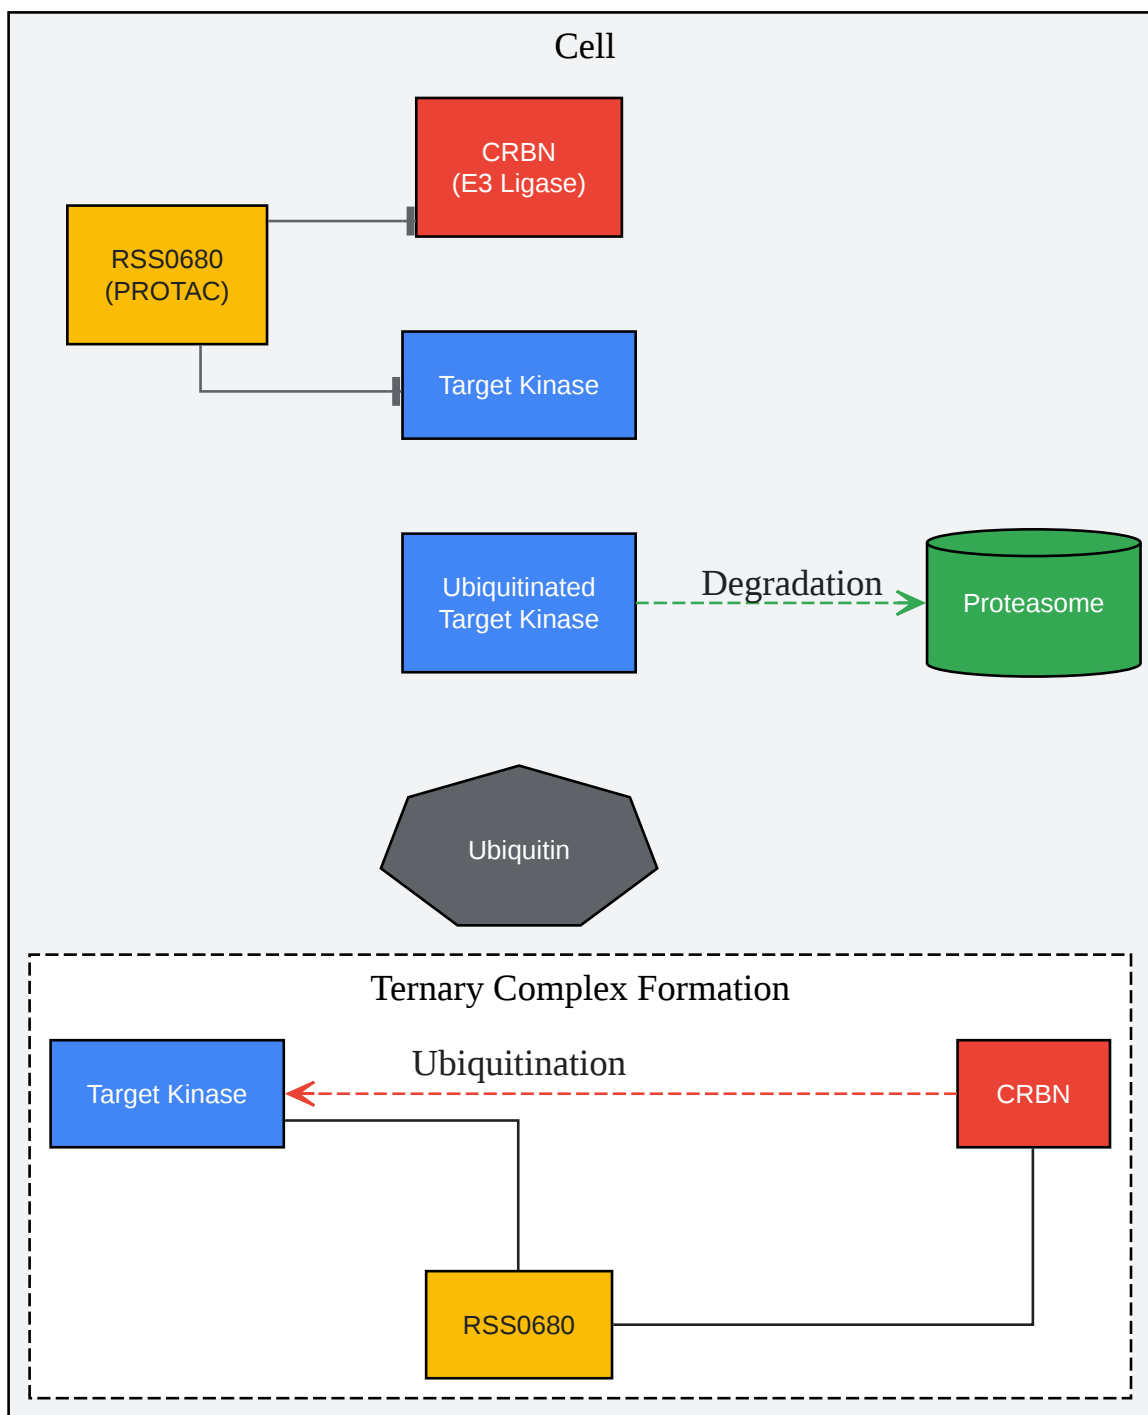 Cell
CRBN
(E3 Ligase)
RSS0680
(PROTAC)
Target Kinase
Ubiquitinated
Target Kinase
Degradation
Proteasome
Ubiquitin
Ternary Complex Formation
Ubiquitination
Target Kinase
CRBN
RSS0680